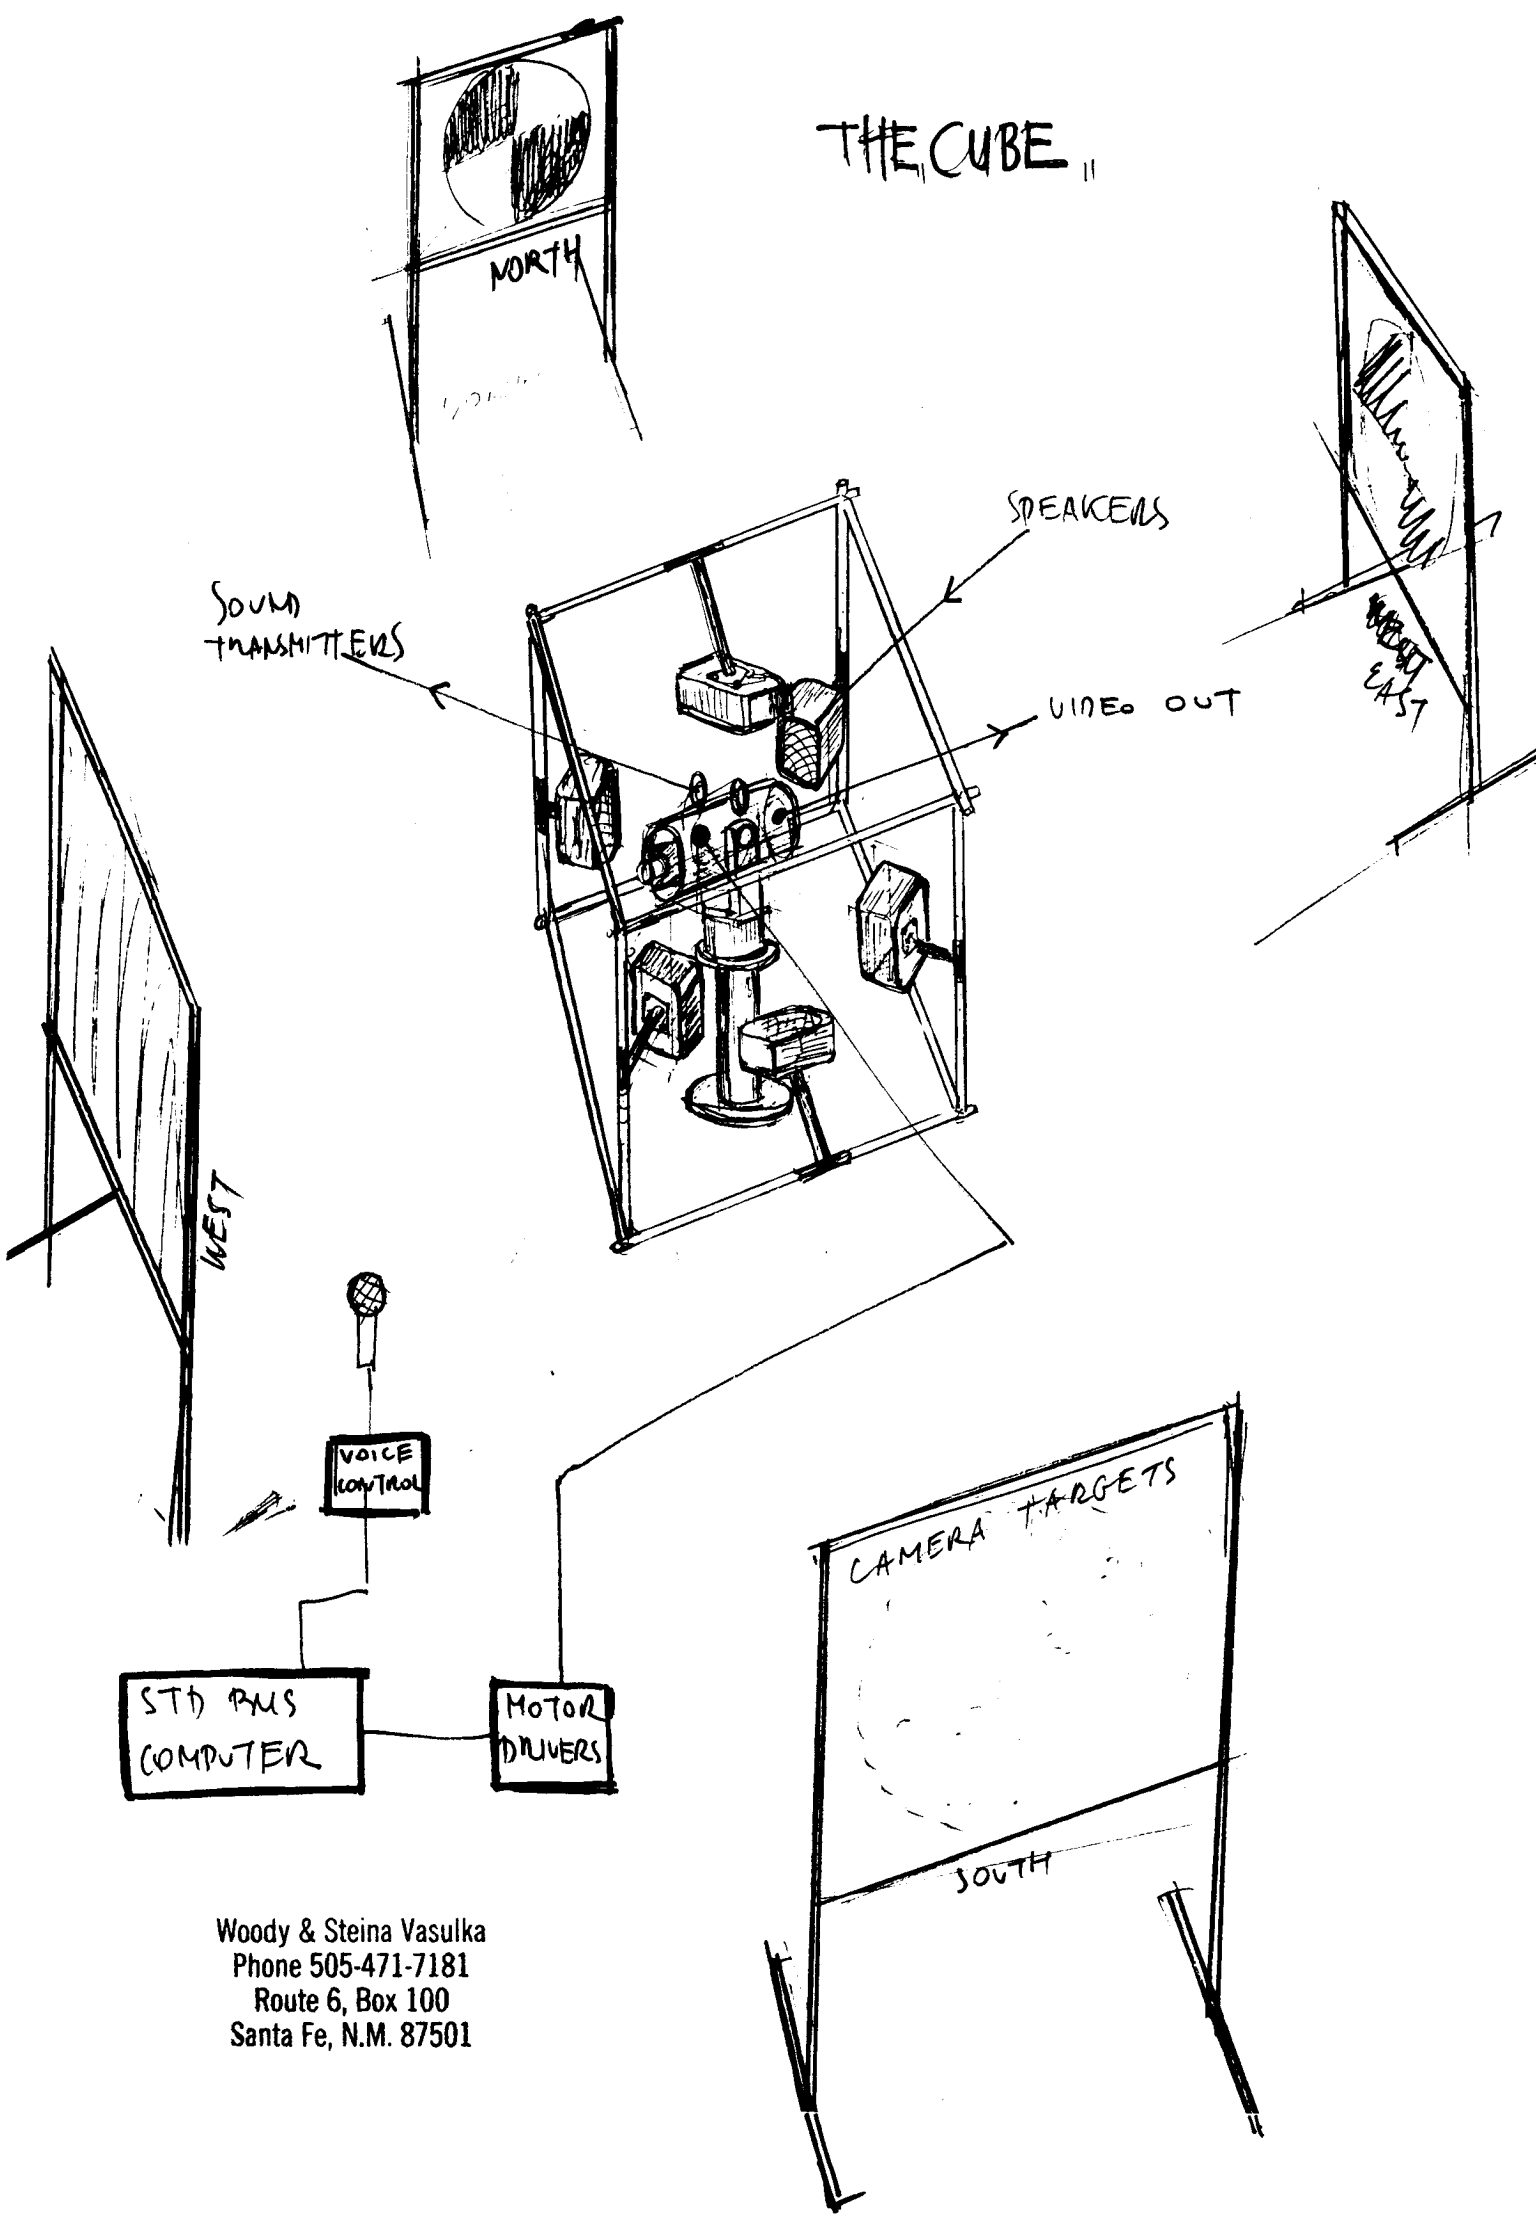 THE "CUBE"
NORTH
SPEAKERS
SOUND
TRANSMITTERS
VIDEO OUT
EAST
WEST
VOICE
CONTROL
CAMERA TARGETS
STD BUS
COMPUTER
MOTOR
DRIVERS
SOUTH
Woody & Steina Vasulka
Phone 505-471-7181
Route 6, Box 100
Santa Fe, N.M. 87501